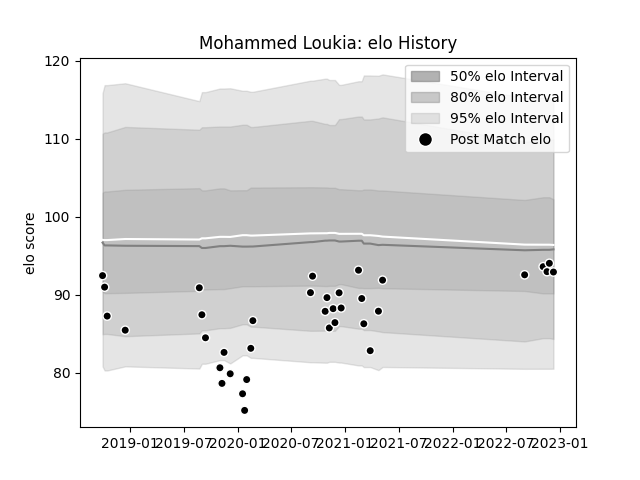 Mohammed Loukia: elo History
120
110
100
90
80
elo score
50% elo Interval
80% elo Interval
95% elo Interval
Post Match elo
2019-01 2019-07 2020-01 2020-07 2021-01 2021-07 2022-01 2022-07 2023-01